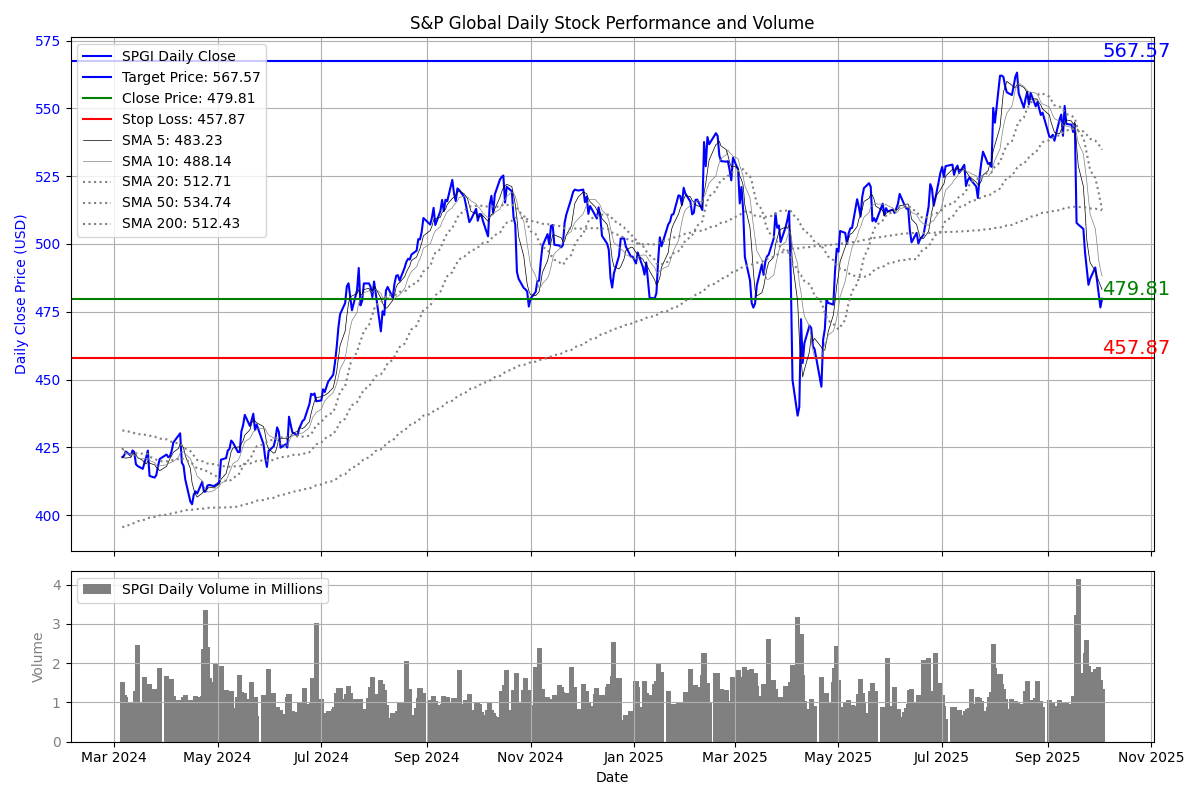 S&P Global Daily Stock Performance and Volume
575
550
525
500
475
450
425
400
Daily Close Price (USD)
SPGI Daily Close
Target Price: 567.57
Close Price: 479.81
Stop Loss: 457.87
SMA 5: 483.23
SMA 10: 488.14
SMA 20: 512.71
SMA 50: 534.74
SMA 200: 512.43
567.57
479.81
457.87
4
3
2
1
0
Volume
SPGI Daily Volume in Millions
Mar 2024 May 2024 Jul 2024 Sep 2024 Nov 2024 Jan 2025 Mar 2025 May 2025 Jul 2025 Sep 2025 Nov 2025
Date